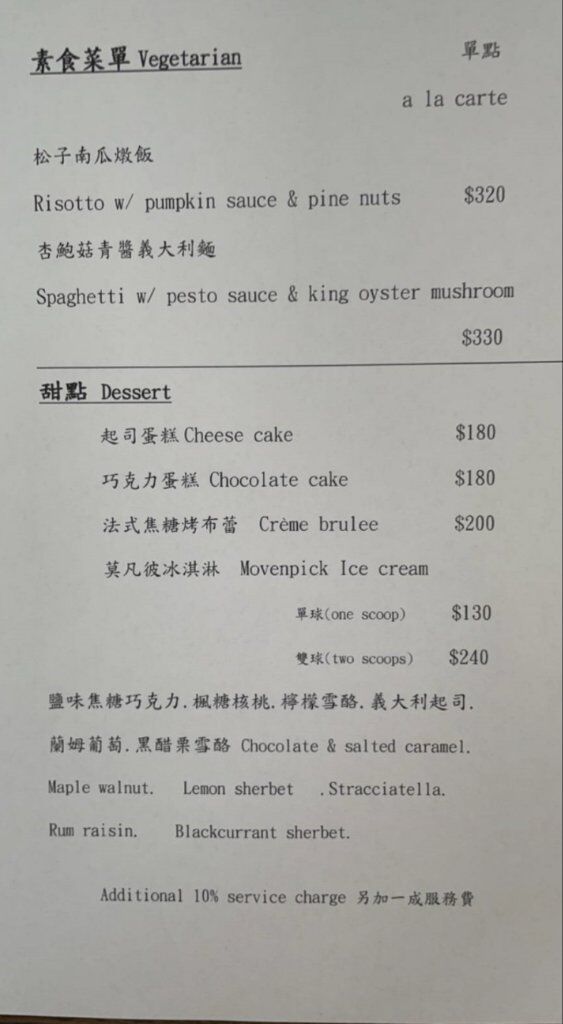 素食菜單 Vegetarian 單點
a la carte
松子南瓜燉飯
Risotto w/ pumpkin sauce & pine nuts $320
杏鮑菇青醬義大利麵
Spaghetti w/ pesto sauce & king oyster mushroom
$330
甜點 Dessert
起司蛋糕 Cheese cake $180
巧克力蛋糕 Chocolate cake $180
法式焦糖烤布蕾 Crème brulee $200
莫凡彼冰淇淋 Movenpick Ice cream
單球(one scoop) $130
雙球(two scoops) $240
鹽味焦糖巧克力.楓糖核桃.檸檬雪酪.義大利起司.
蘭姆葡萄.黑醋栗雪酪 Chocolate & salted caramel.
Maple walnut. Lemon sherbet .Stracciatella.
Rum raisin. Blackcurrant sherbet.
Additional 10% service charge 另加一成服務費